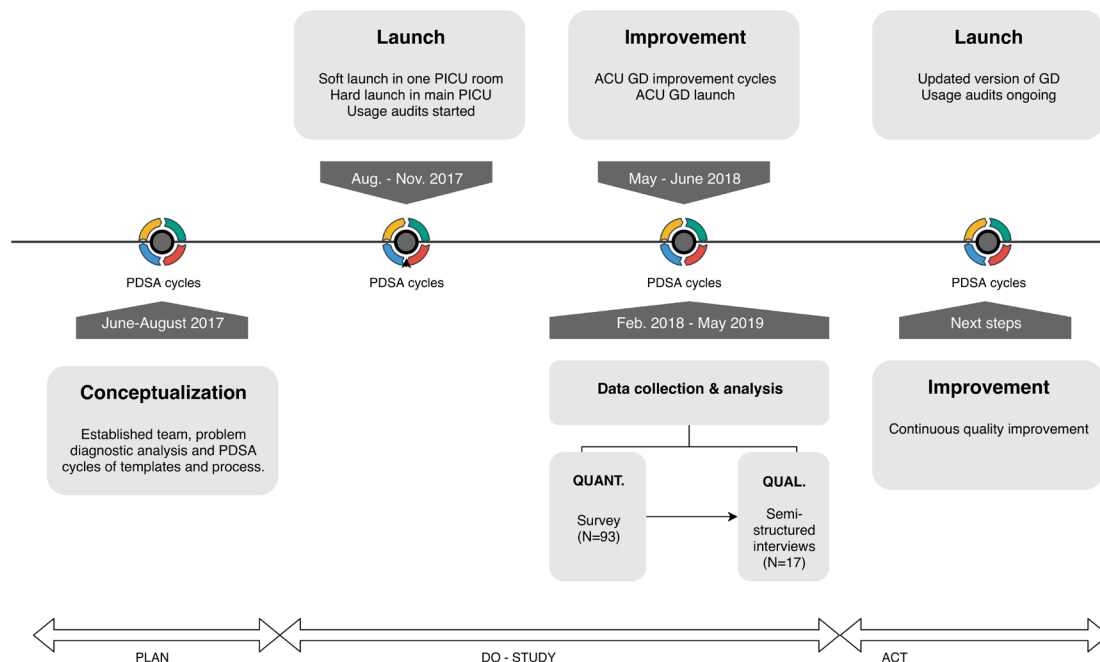 Launch
Soft launch in one PICU room
Hard launch in main PICU
Usage audits started
Improvement
ACU GD improvement cycles
ACU GD launch
Launch
Updated version of GD
Usage audits ongoing
Aug. - Nov. 2017
May - June 2018
PDSA cycles
PDSA cycles
PDSA cycles
PDSA cycles
June-August 2017
Feb. 2018 - May 2019
Next steps
Conceptualization
Established team, problem
diagnostic analysis and PDSA
cycles of templates and process.
Data collection & analysis
QUANT.
Survey
(N=93)
QUAL.
Semi-
structured
interviews
(N=17)
Improvement
Continuous quality improvement
PLAN
DO - STUDY
ACT